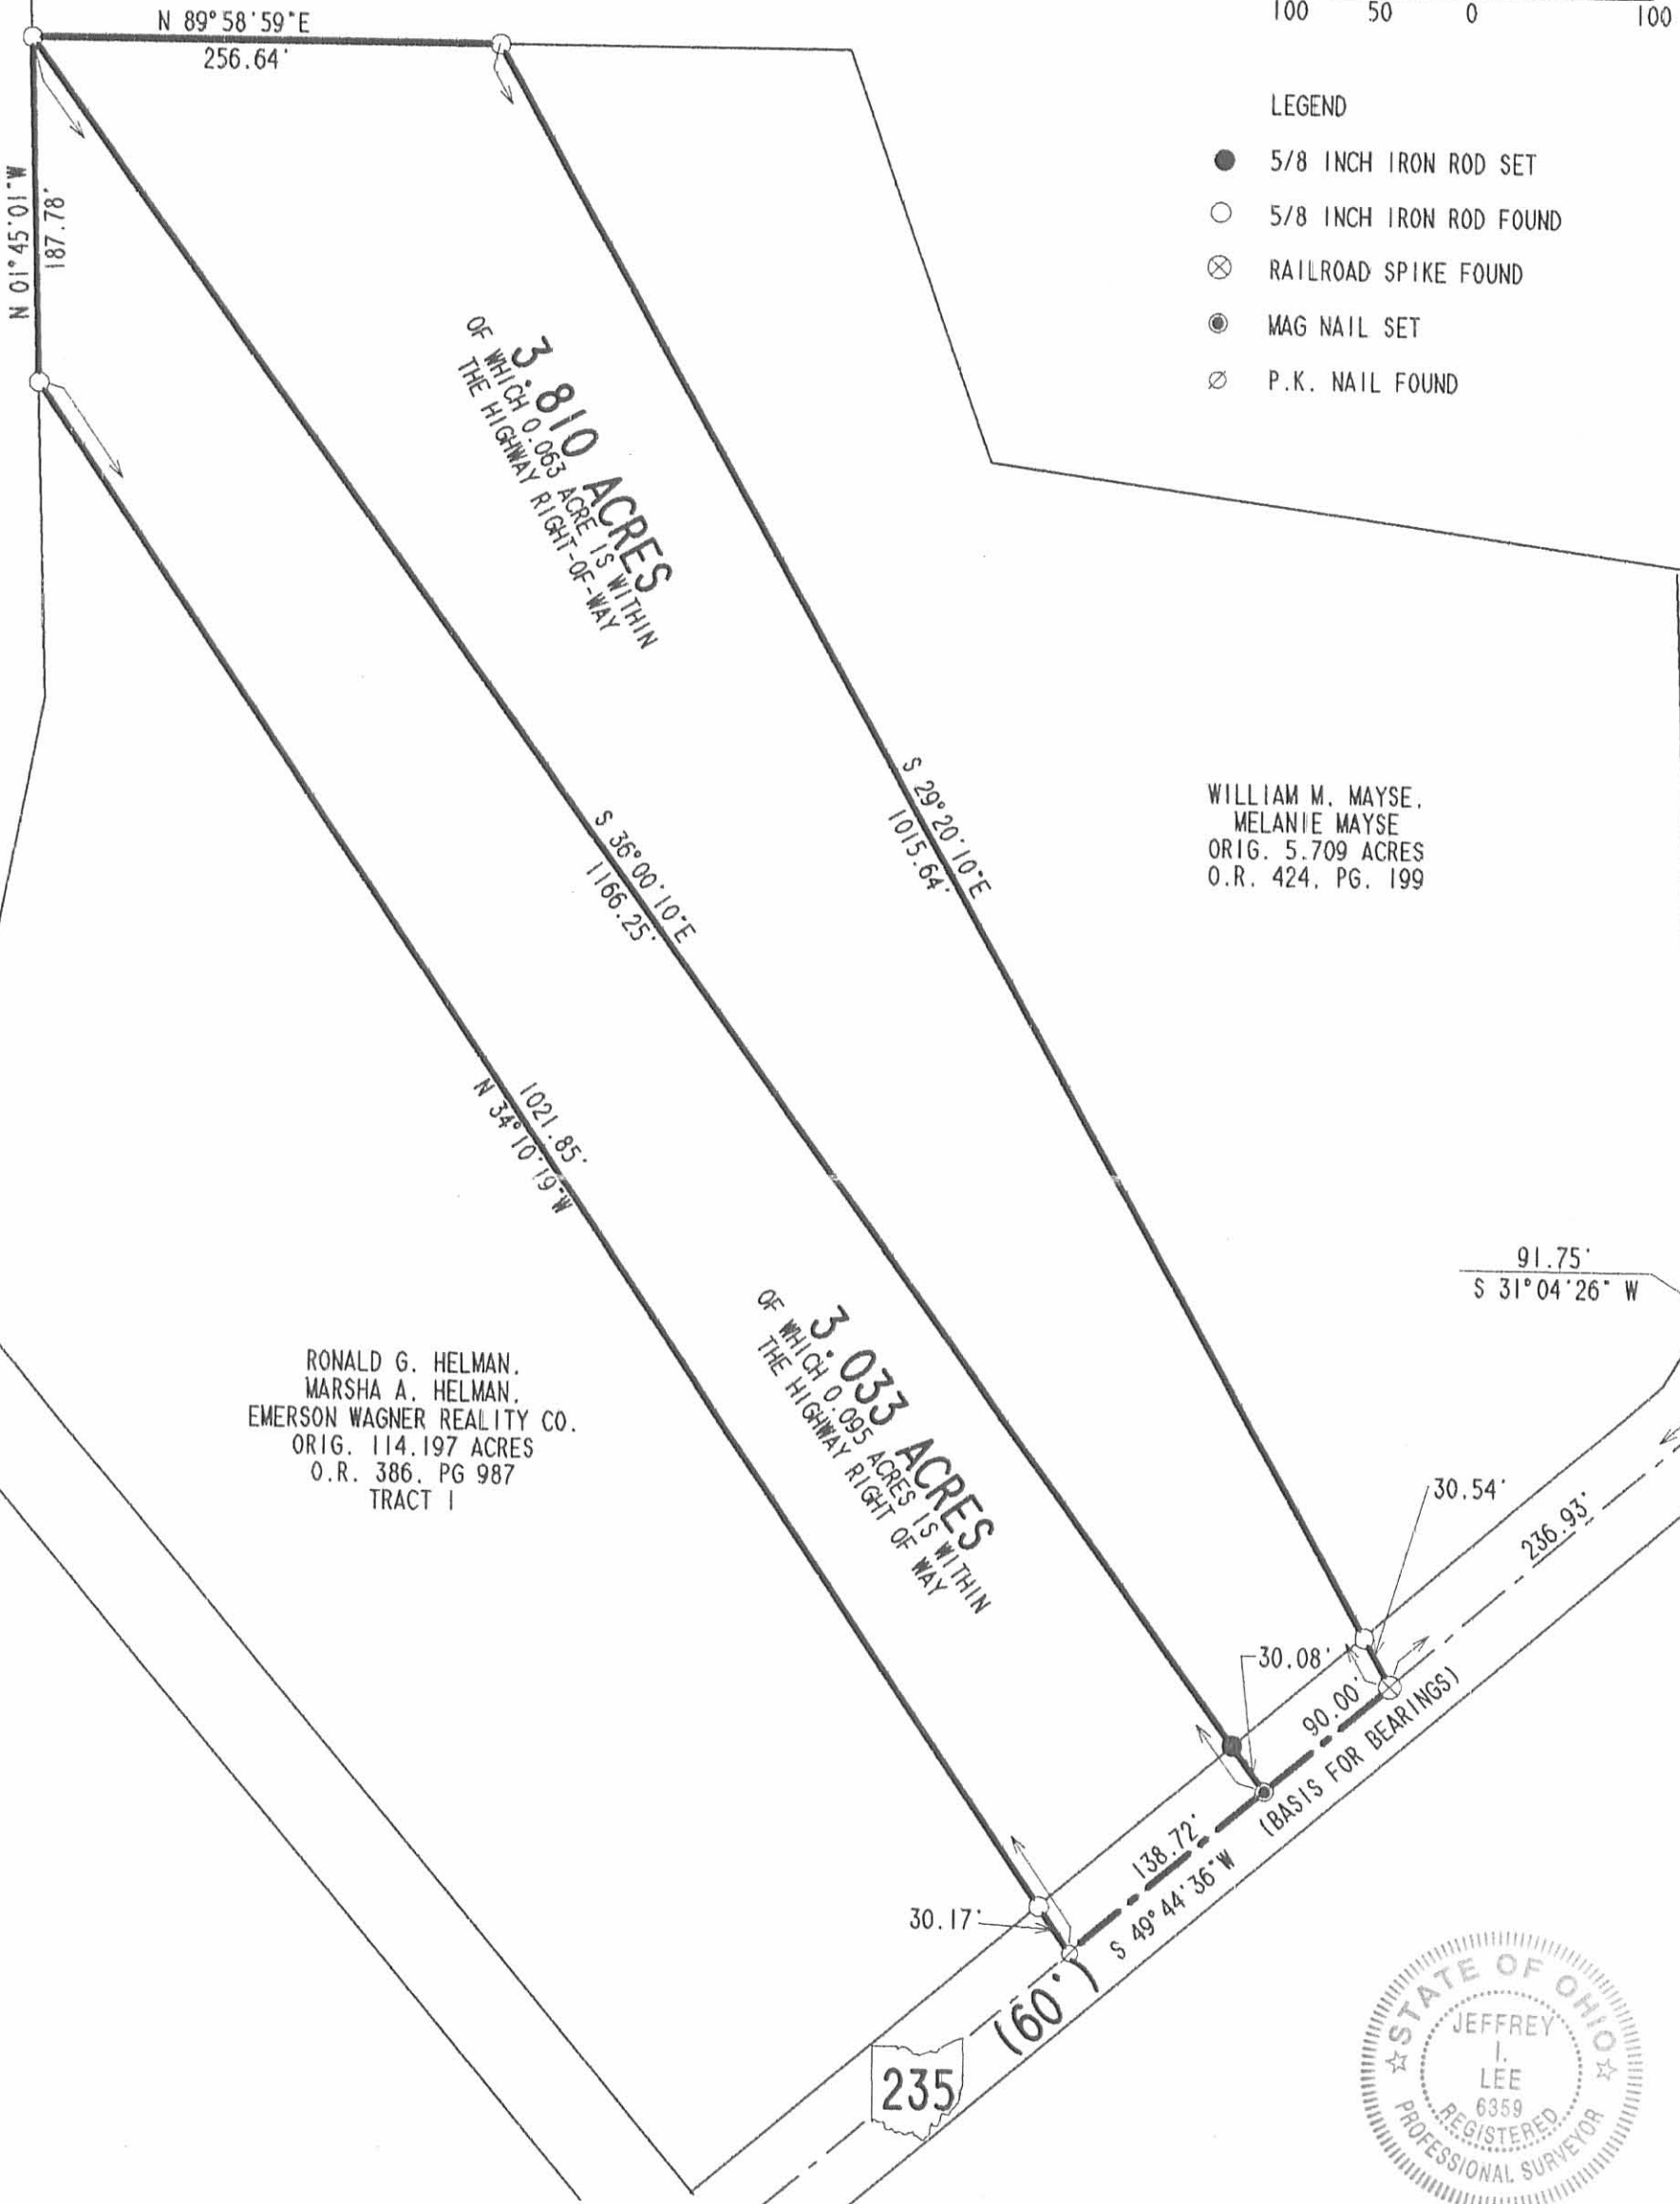 N 89°58'59"E
256.64'
100 50 0 100
LEGEND
5/8 INCH IRON ROD SET
5/8 INCH IRON ROD FOUND
RAILROAD SPIKE FOUND
MAG NAIL SET
P.K. NAIL FOUND
N 01°45'01"W
187.78'
3.810 ACRES
OF WHICH 0.063 ACRE IS WITHIN
THE HIGHWAY RIGHT-OF-WAY
S 29°20'10"E
1015.64'
WILLIAM M. MAYSE,
MELANIE MAYSE
ORIG. 5.709 ACRES
O.R. 424, PG. 199
S 36°00'10"E
1166.25'
1021.85'
N 34°10'19"W
91.75'
S 31°04'26" W
3.033 ACRES
OF WHICH 0.095 ACRES IS WITHIN
THE HIGHWAY RIGHT OF WAY
RONALD G. HELMAN,
MARSHA A. HELMAN,
EMERSON WAGNER REALITY CO.
ORIG. 114.197 ACRES
O.R. 386, PG 987
TRACT 1
30.54'
236.93'
30.08'
90.00'
(BASIS FOR BEARINGS)
138.72'
S 49°44'36"W
30.17'
(60')
235
STATE OF OHIO
JEFFREY
I.
LEE
6359
REGISTERED
PROFESSIONAL SURVEYOR